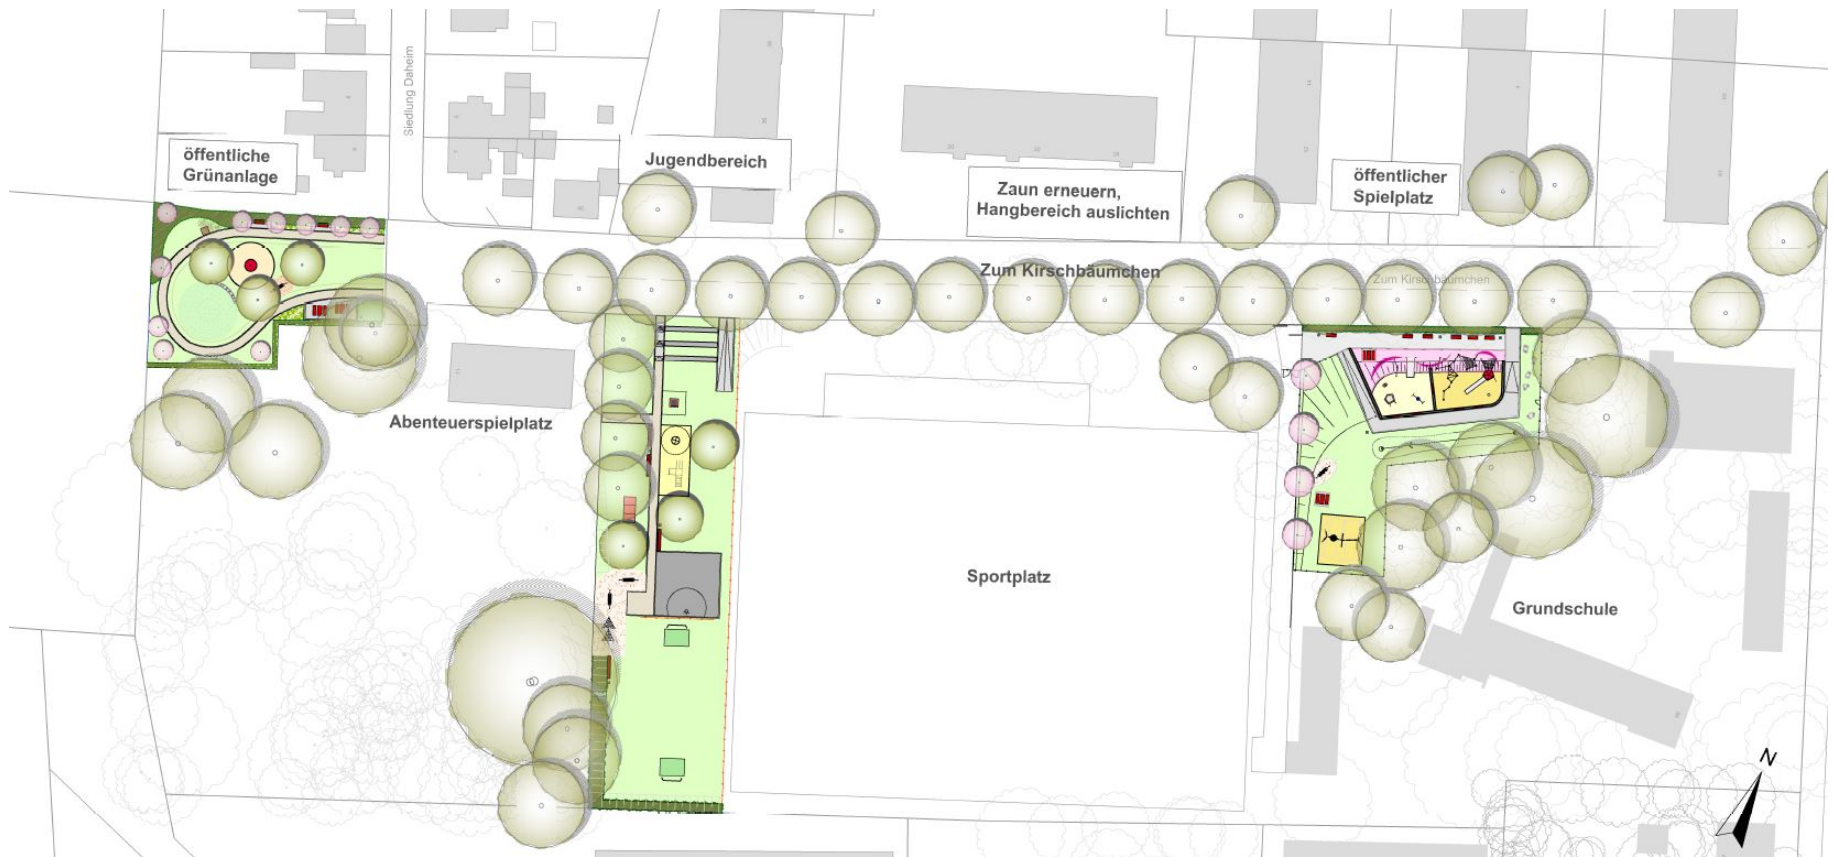 Siedlung Daheim
öffentliche
Grünanlage
Jugendbereich
Zaun erneuern,
Hangbereich auslichten
öffentlicher
Spielplatz
Zum Kirschbäumchen
Zum Kirschbäumchen
Abenteuerspielplatz
Sportplatz
Grundschule
N